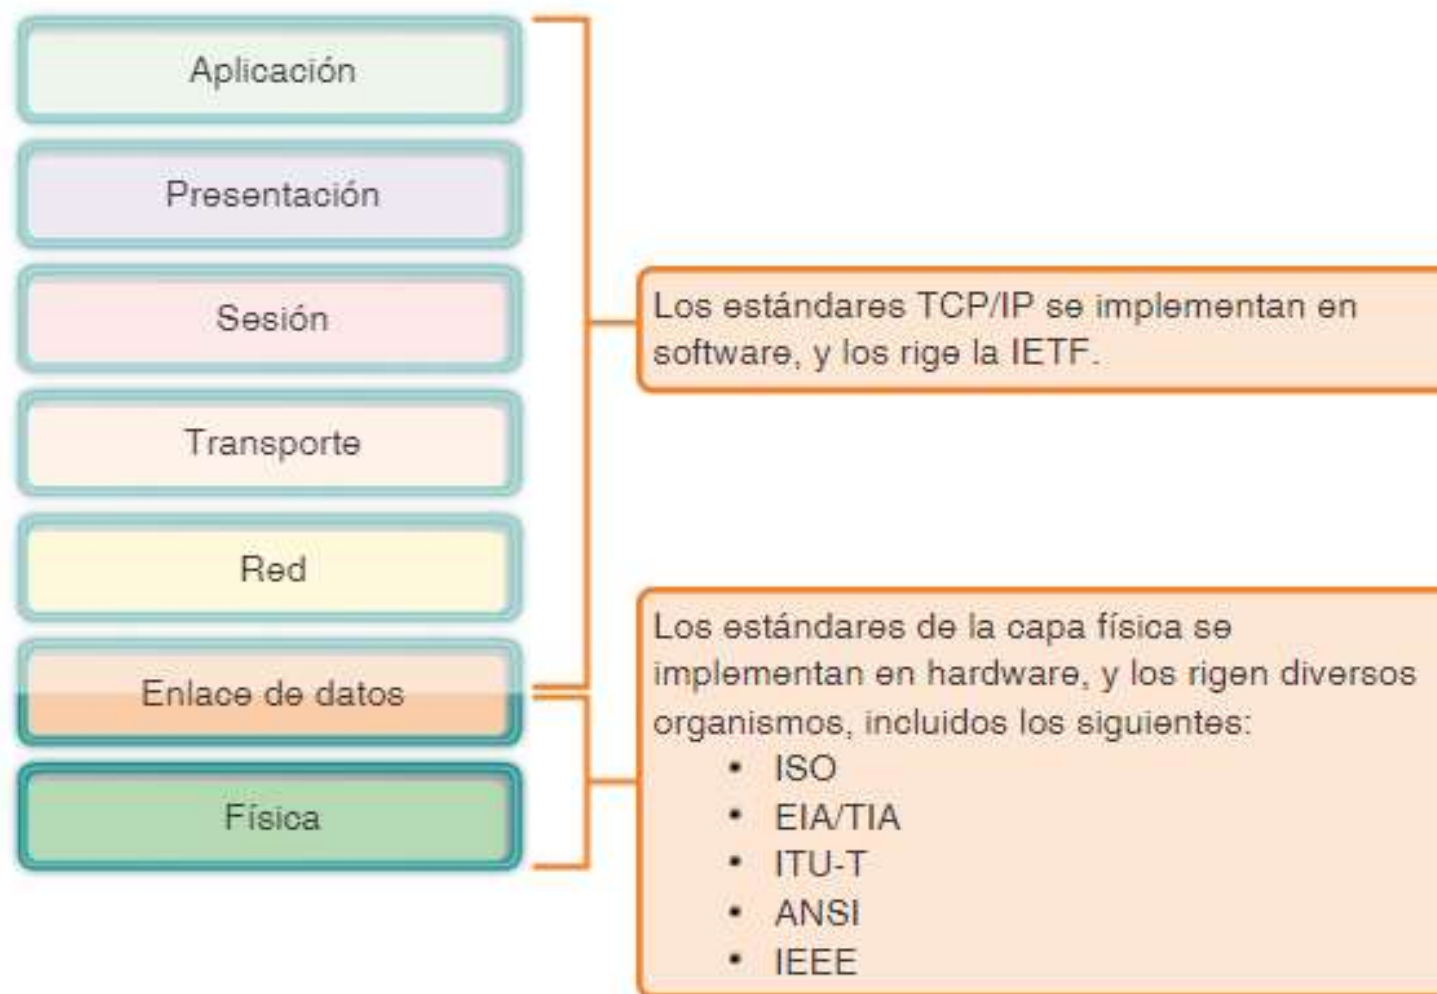 Aplicación
Presentación
Sesión
Transporte
Red
Enlace de datos
Física
Los estándares TCP/IP se implementan en
software, y los rige la IETF.
Los estándares de la capa física se
implementan en hardware, y los rigen diversos
organismos, incluidos los siguientes:
• ISO
• EIA/TIA
• ITU-T
• ANSI
• IEEE